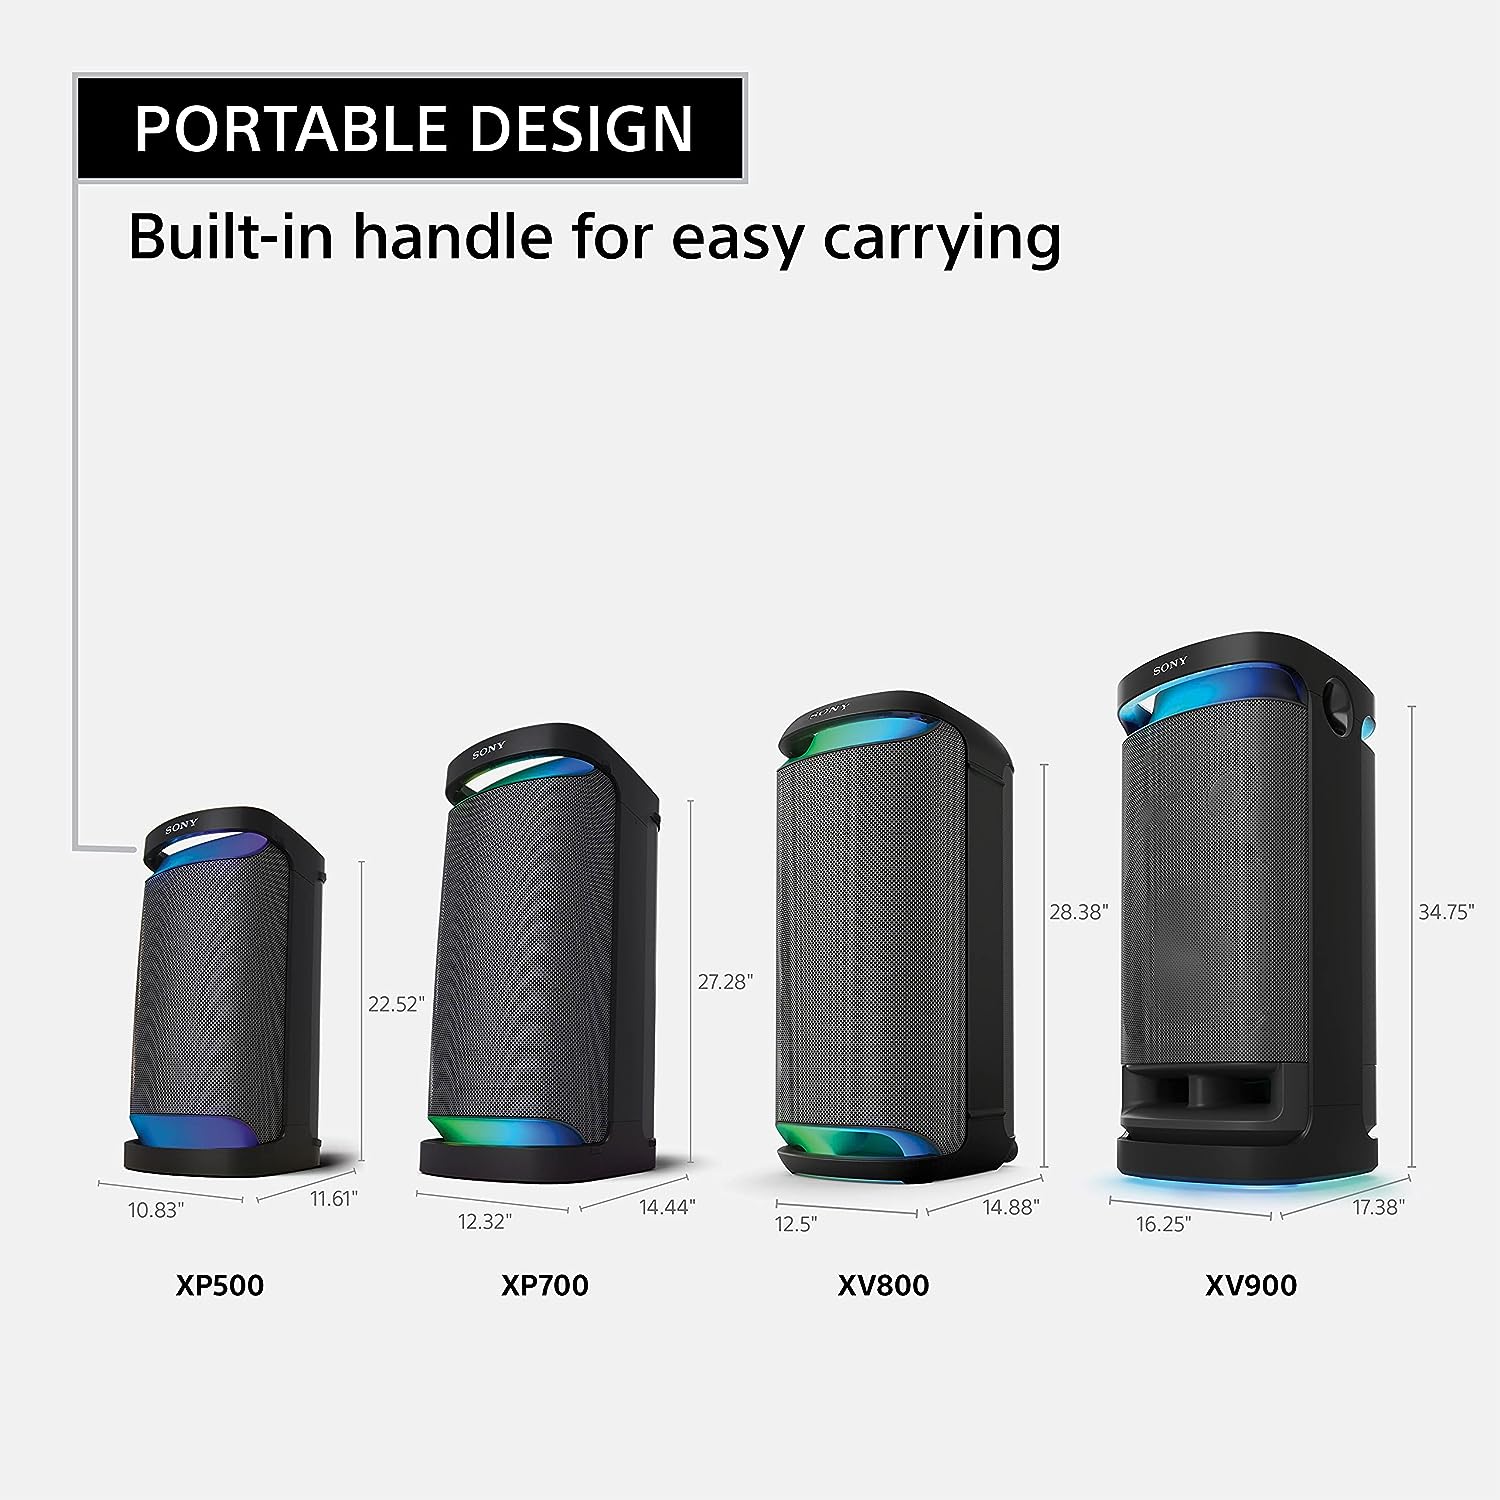 PORTABLE DESIGN
Built-in handle for easy carrying
SONY
SONY
SONY
SONY
22.52"
27.28"
28.38"
34.75"
10.83"
11.61"
12.32"
14.44"
12.5"
14.88"
16.25"
17.38"
XP500
XP700
XV800
XV900